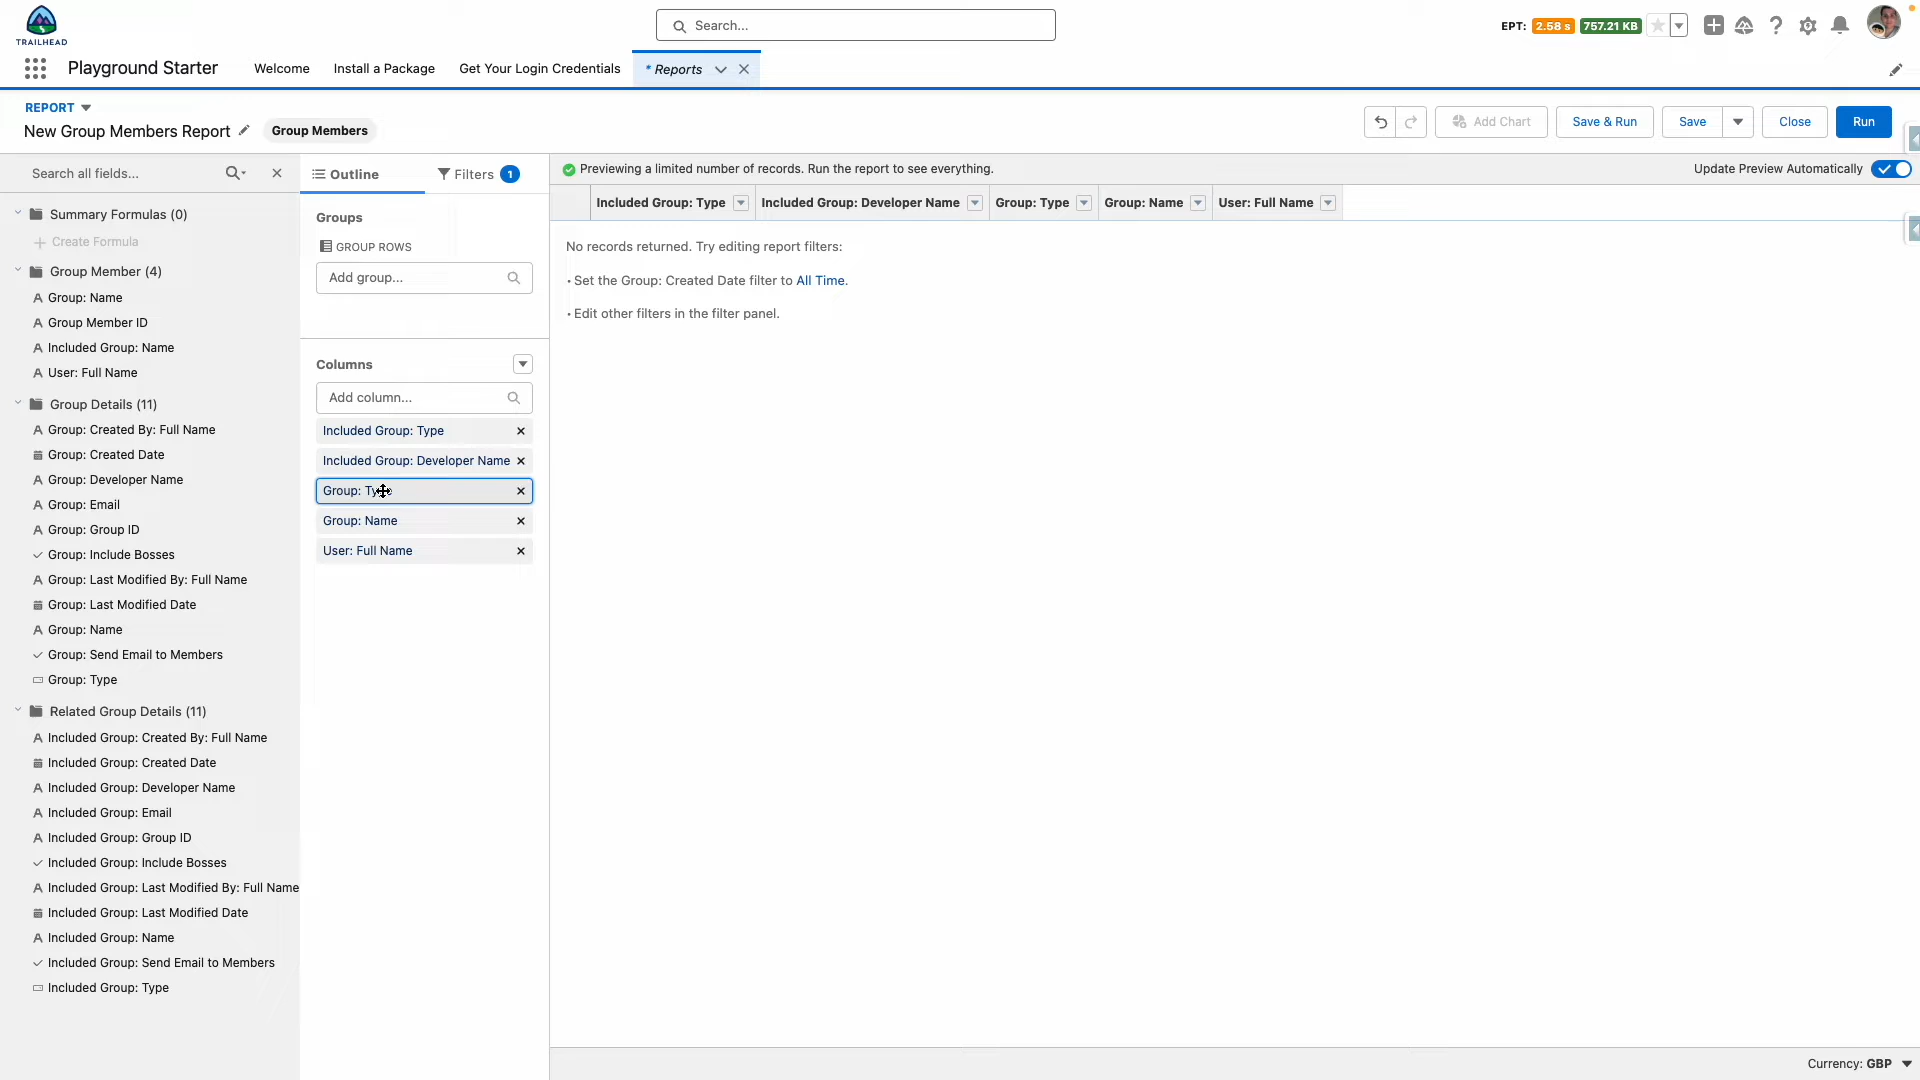 TRAILHEAD
Search...
EPT: 2.58 s 757.21 KB
Playground Starter
Welcome
Install a Package
Get Your Login Credentials
* Reports
REPORT
New Group Members Report
Group Members
Add Chart
Save & Run
Save
Close
Run
Search all fields...
Summary Formulas (0)
Create Formula
Group Member (4)
Group: Name
Group Member ID
Included Group: Name
User: Full Name
Group Details (11)
Group: Created By: Full Name
Group: Created Date
Group: Developer Name
Group: Email
Group: Group ID
Group: Include Bosses
Group: Last Modified By: Full Name
Group: Last Modified Date
Group: Name
Group: Send Email to Members
Group: Type
Related Group Details (11)
Included Group: Created By: Full Name
Included Group: Created Date
Included Group: Developer Name
Included Group: Email
Included Group: Group ID
Included Group: Include Bosses
Included Group: Last Modified By: Full Name
Included Group: Last Modified Date
Included Group: Name
Included Group: Send Email to Members
Included Group: Type
Outline
Filters 1
Groups
GROUP ROWS
Add group...
Columns
Add column...
Included Group: Type
Included Group: Developer Name
Group: Type
Group: Name
User: Full Name
Previewing a limited number of records. Run the report to see everything.
Update Preview Automatically
Included Group: Type
Included Group: Developer Name
Group: Type
Group: Name
User: Full Name
No records returned. Try editing report filters:
• Set the Group: Created Date filter to All Time.
• Edit other filters in the filter panel.
Currency: GBP